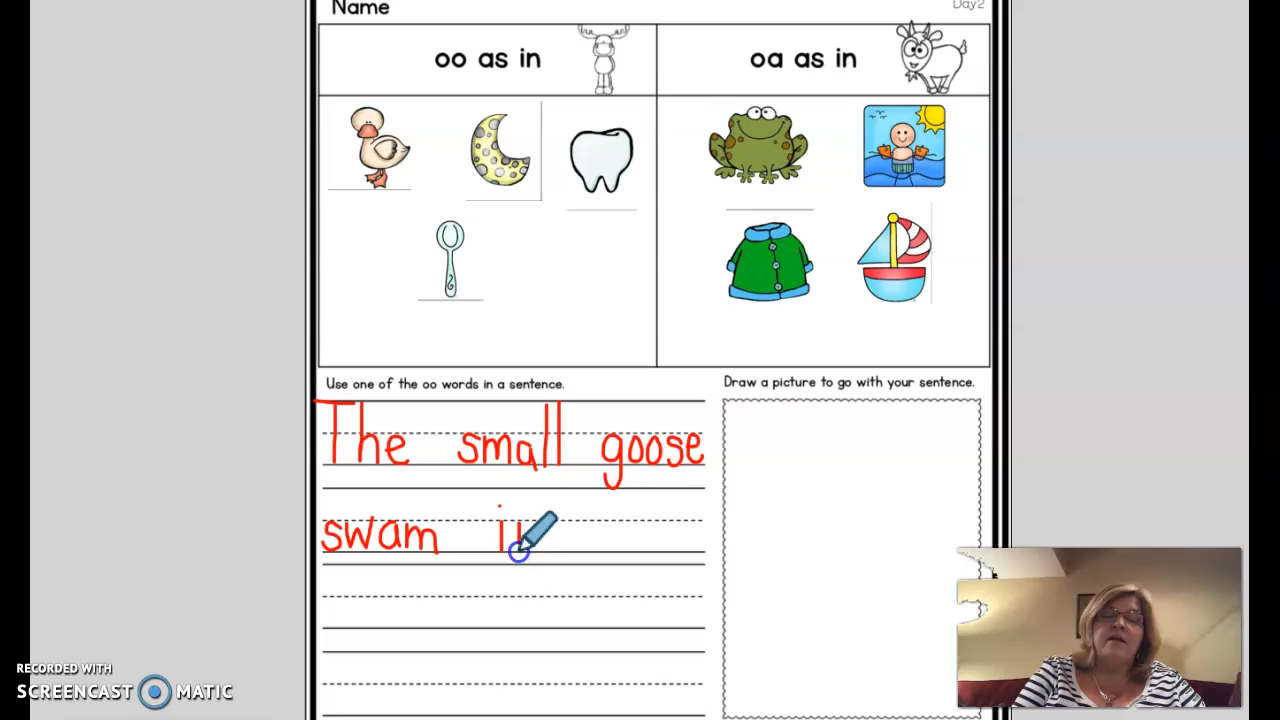 Name
Day2
oo as in
oa as in
Use one of the oo words in a sentence.
The small goose
swam i
Draw a picture to go with your sentence.
RECORDED WITH
SCREENCAST MATIC